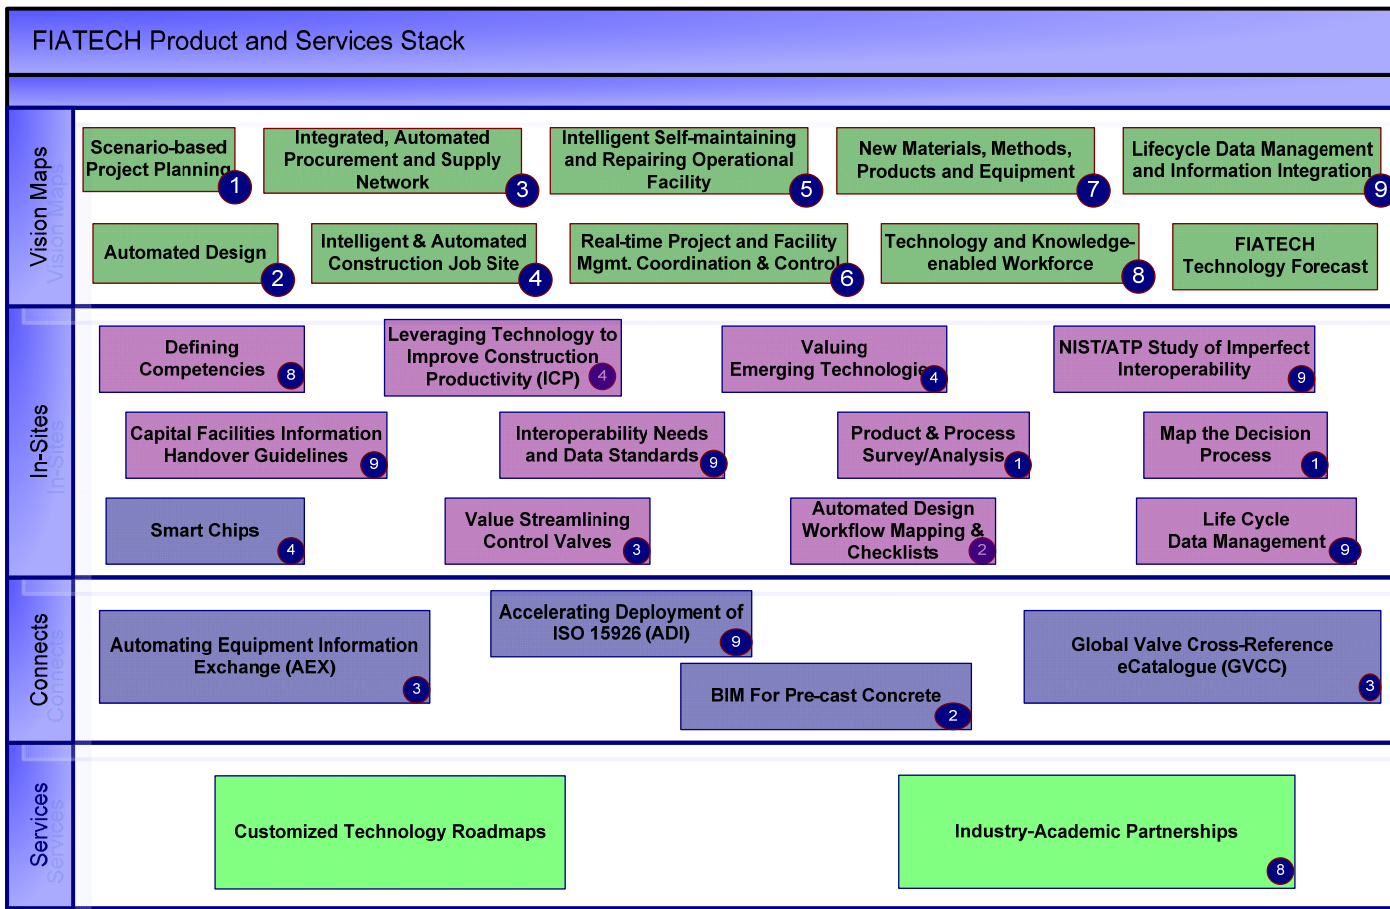 FIATECH Product and Services Stack
Vision Maps
Scenario-based
Project Planning
1
Integrated, Automated
Procurement and Supply
Network
3
Intelligent Self-maintaining
and Repairing Operational
Facility
5
New Materials, Methods,
Products and Equipment
7
Lifecycle Data Management
and Information Integration
9
Automated Design
2
Intelligent & Automated
Construction Job Site
4
Real-time Project and Facility
Mgmt. Coordination & Control
6
Technology and Knowledge-
enabled Workforce
8
FIATECH
Technology Forecast
In-Sites
Defining
Competencies
8
Leveraging Technology to
Improve Construction
Productivity (ICP)
4
Valuing
Emerging Technologies
4
NIST/ATP Study of Imperfect
Interoperability
9
Capital Facilities Information
Handover Guidelines
9
Interoperability Needs
and Data Standards
9
Product & Process
Survey/Analysis
1
Map the Decision
Process
1
Smart Chips
4
Value Streamlining
Control Valves
3
Automated Design
Workflow Mapping &
Checklists
2
Life Cycle
Data Management
9
Connects
Automating Equipment Information
Exchange (AEX)
3
Accelerating Deployment of
ISO 15926 (ADI)
9
BIM For Pre-cast Concrete
2
Global Valve Cross-Reference
eCatalogue (GVCC)
3
Services
Customized Technology Roadmaps
Industry-Academic Partnerships
8